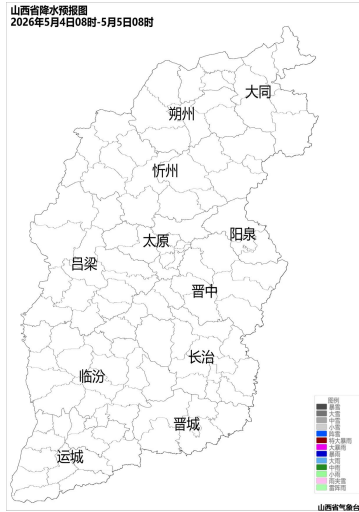 山西省降水预报图
2026年5月4日08时-5月5日08时
大同
朔州
忻州
太原
阳泉
吕梁
晋中
长治
临汾
晋城
运城
图例
暴雪
大雪
中雪
小雪
阵雪
特大暴雨
大暴雨
暴雨
大雨
中雨
小雨
雨夹雪
雷阵雨
山西省气象台